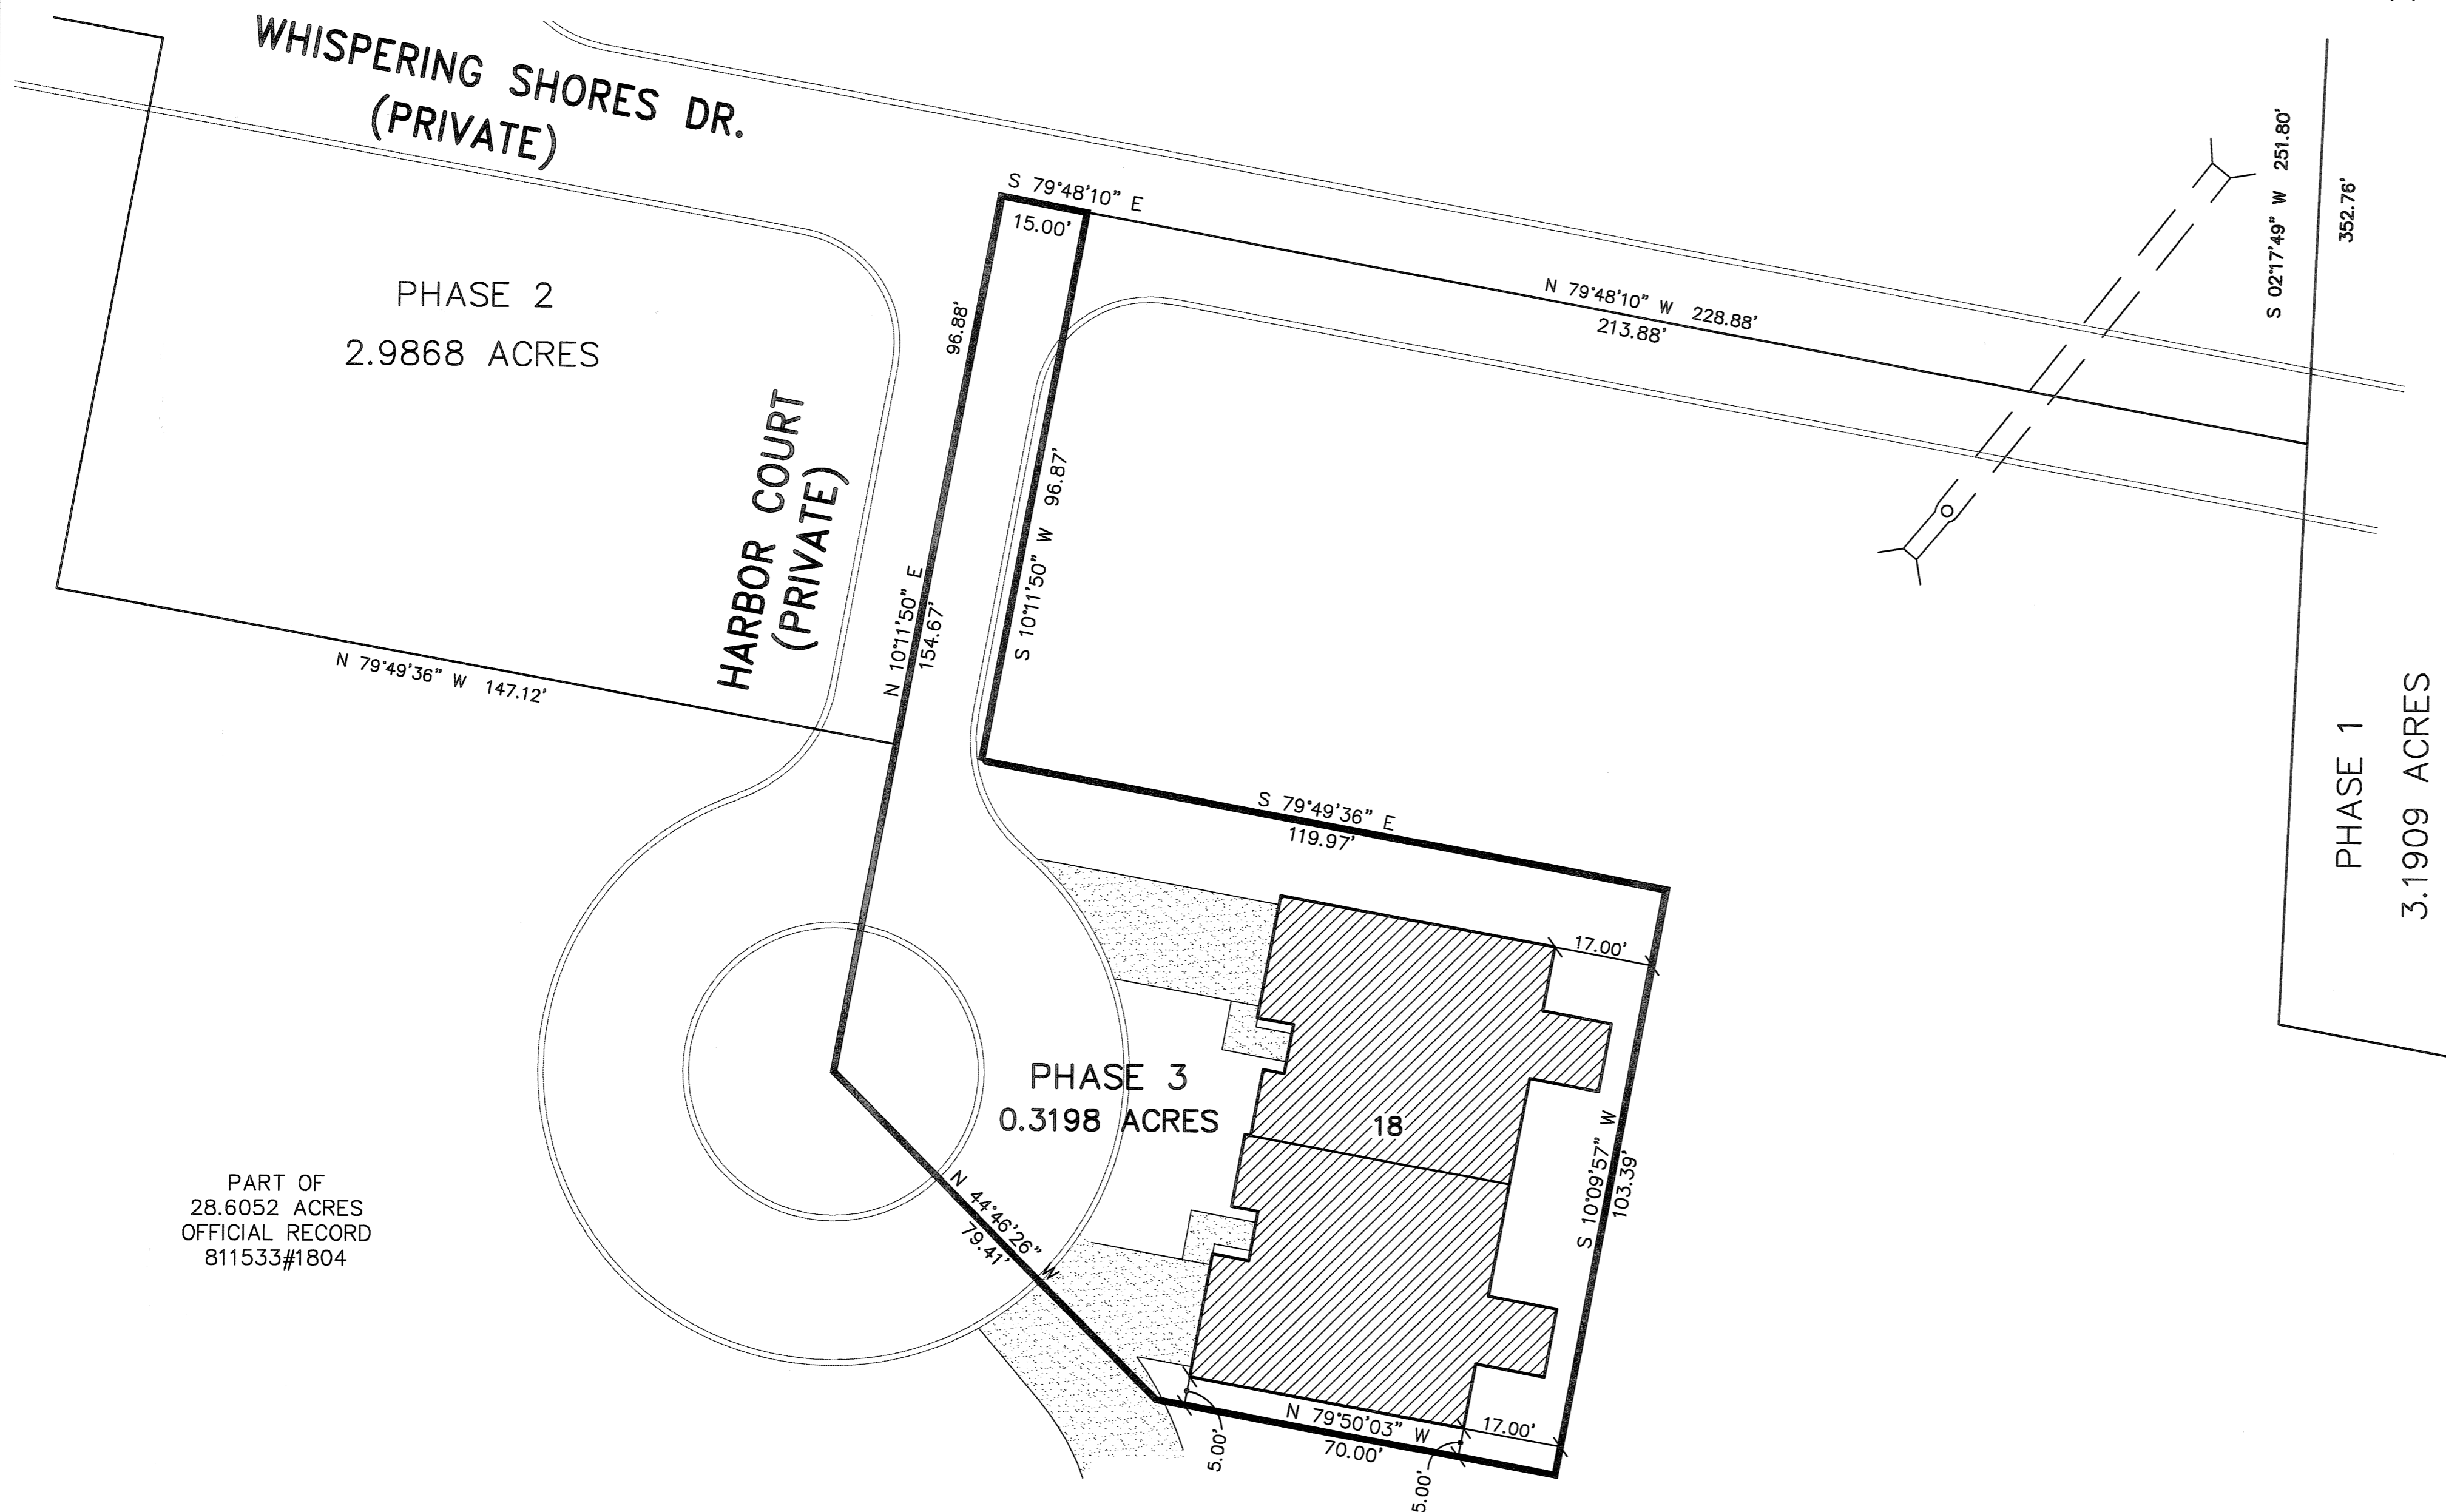 WHISPERING SHORES DR.
(PRIVATE)
S 79°48'10" E
15.00'
S 02°17'49" W 251.80'
352.76'
PHASE 2
2.9868 ACRES
96.88'
N 79°48'10" W 228.88'
213.88'
HARBOR COURT
(PRIVATE)
N 10°11'50" E
154.67'
S 10°11'50" W 96.87'
N 79°49'36" W 147.12'
S 79°49'36" E
119.97'
PHASE 1
3.1909 ACRES
17.00'
PHASE 3
0.3198 ACRES
18
S 10°09'57" W
103.39'
PART OF
28.6052 ACRES
OFFICIAL RECORD
811533#1804
N 44°46'26" W
79.41'
N 79°50'03" W
70.00'
17.00'
5.00'
5.00'